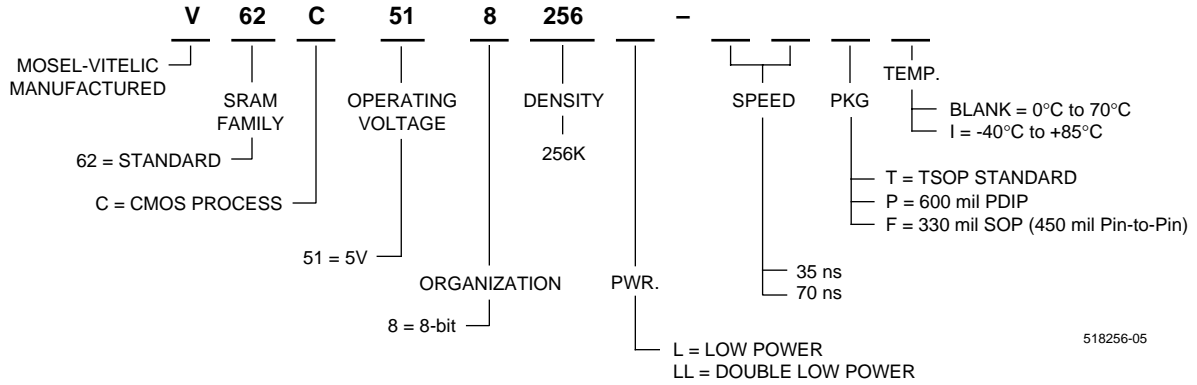 V 62 C 51 8 256 –
MOSEL-VITELIC
MANUFACTURED
SRAM
FAMILY
62 = STANDARD
C = CMOS PROCESS
OPERATING
VOLTAGE
51 = 5V
ORGANIZATION
8 = 8-bit
DENSITY
256K
PWR.
L = LOW POWER
LL = DOUBLE LOW POWER
SPEED
35 ns
70 ns
PKG
T = TSOP STANDARD
P = 600 mil PDIP
F = 330 mil SOP (450 mil Pin-to-Pin)
TEMP.
BLANK = 0°C to 70°C
I = -40°C to +85°C
518256-05